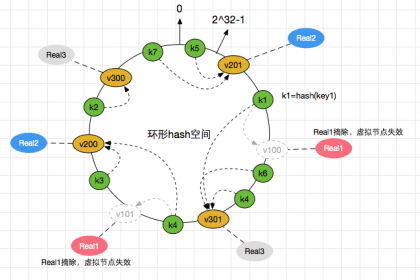 0
2^32-1
Real3
k7
k5
Real2
v300
v201
k2
k1
k1=hash(key1)
环形hash空间
Real1摘除，虚拟节点失效
Real2
v200
v100
Real1
k3
k6
k4
v101
k4
v301
Real1
Real3
Real1摘除，虚拟节点失效